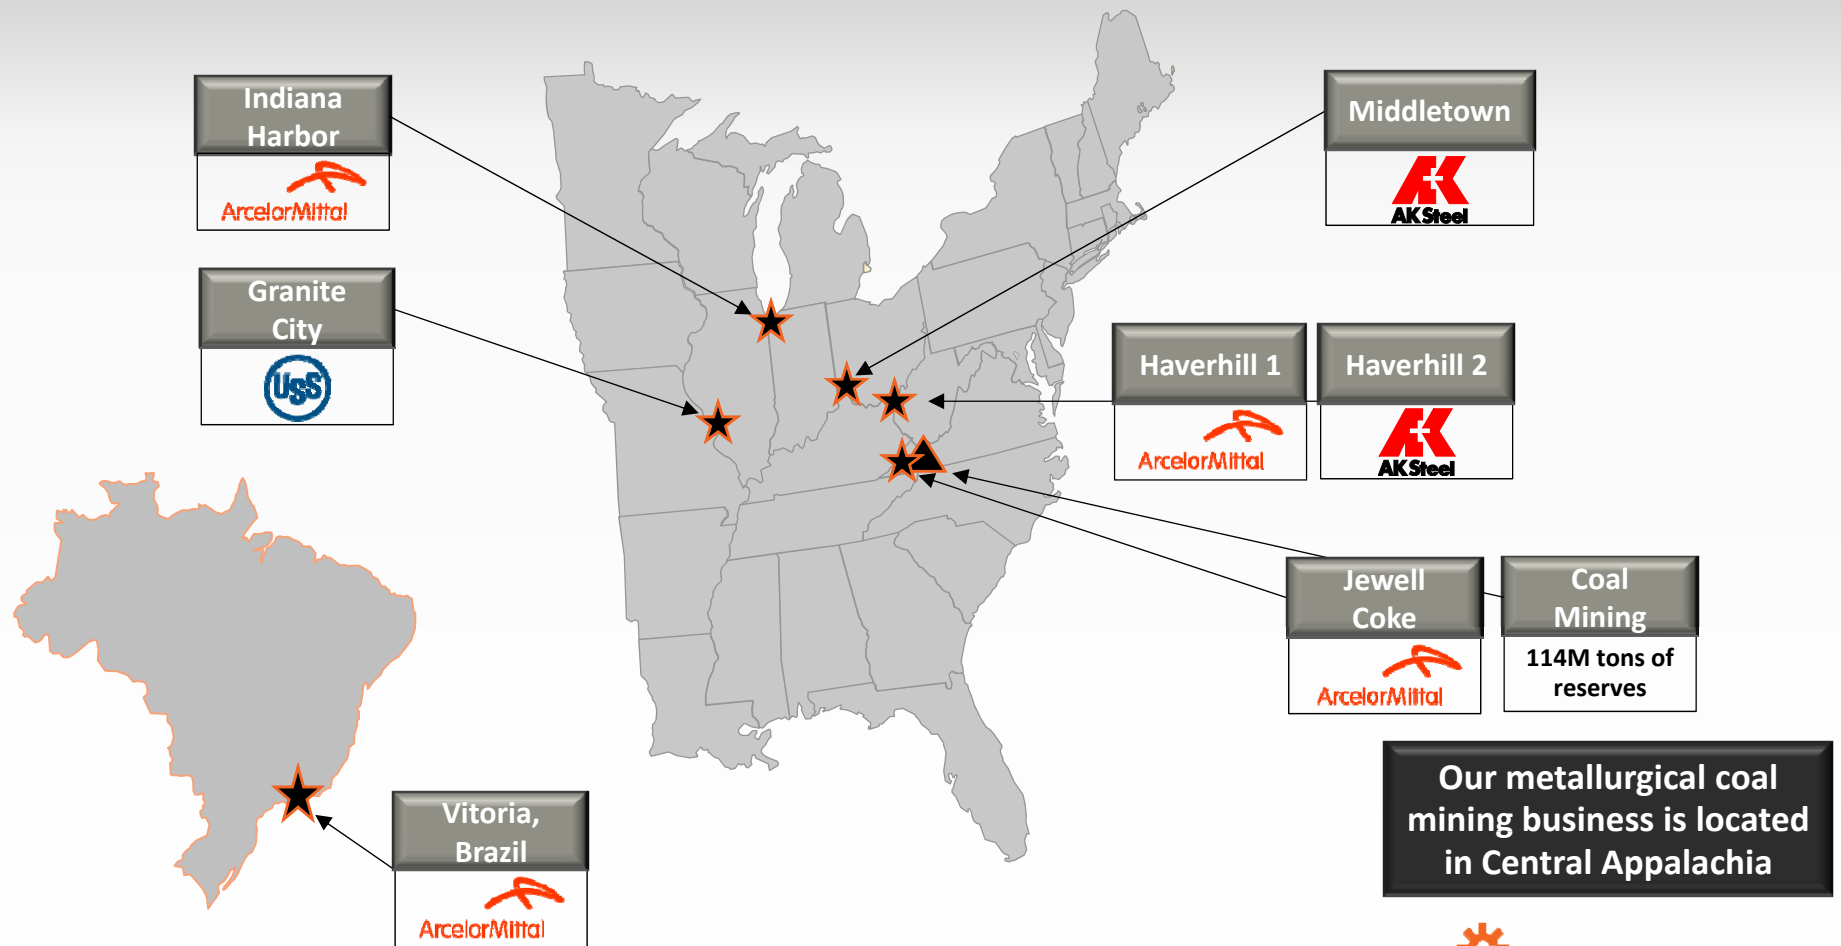 Indiana
Harbor
ArcelorMittal
Granite
City
USS
Middletown
AK Steel
Haverhill 1
ArcelorMittal
Haverhill 2
AK Steel
Jewell
Coke
ArcelorMittal
Coal
Mining
114M tons of
reserves
Vitoria,
Brazil
ArcelorMittal
Our metallurgical coal
mining business is located
in Central Appalachia